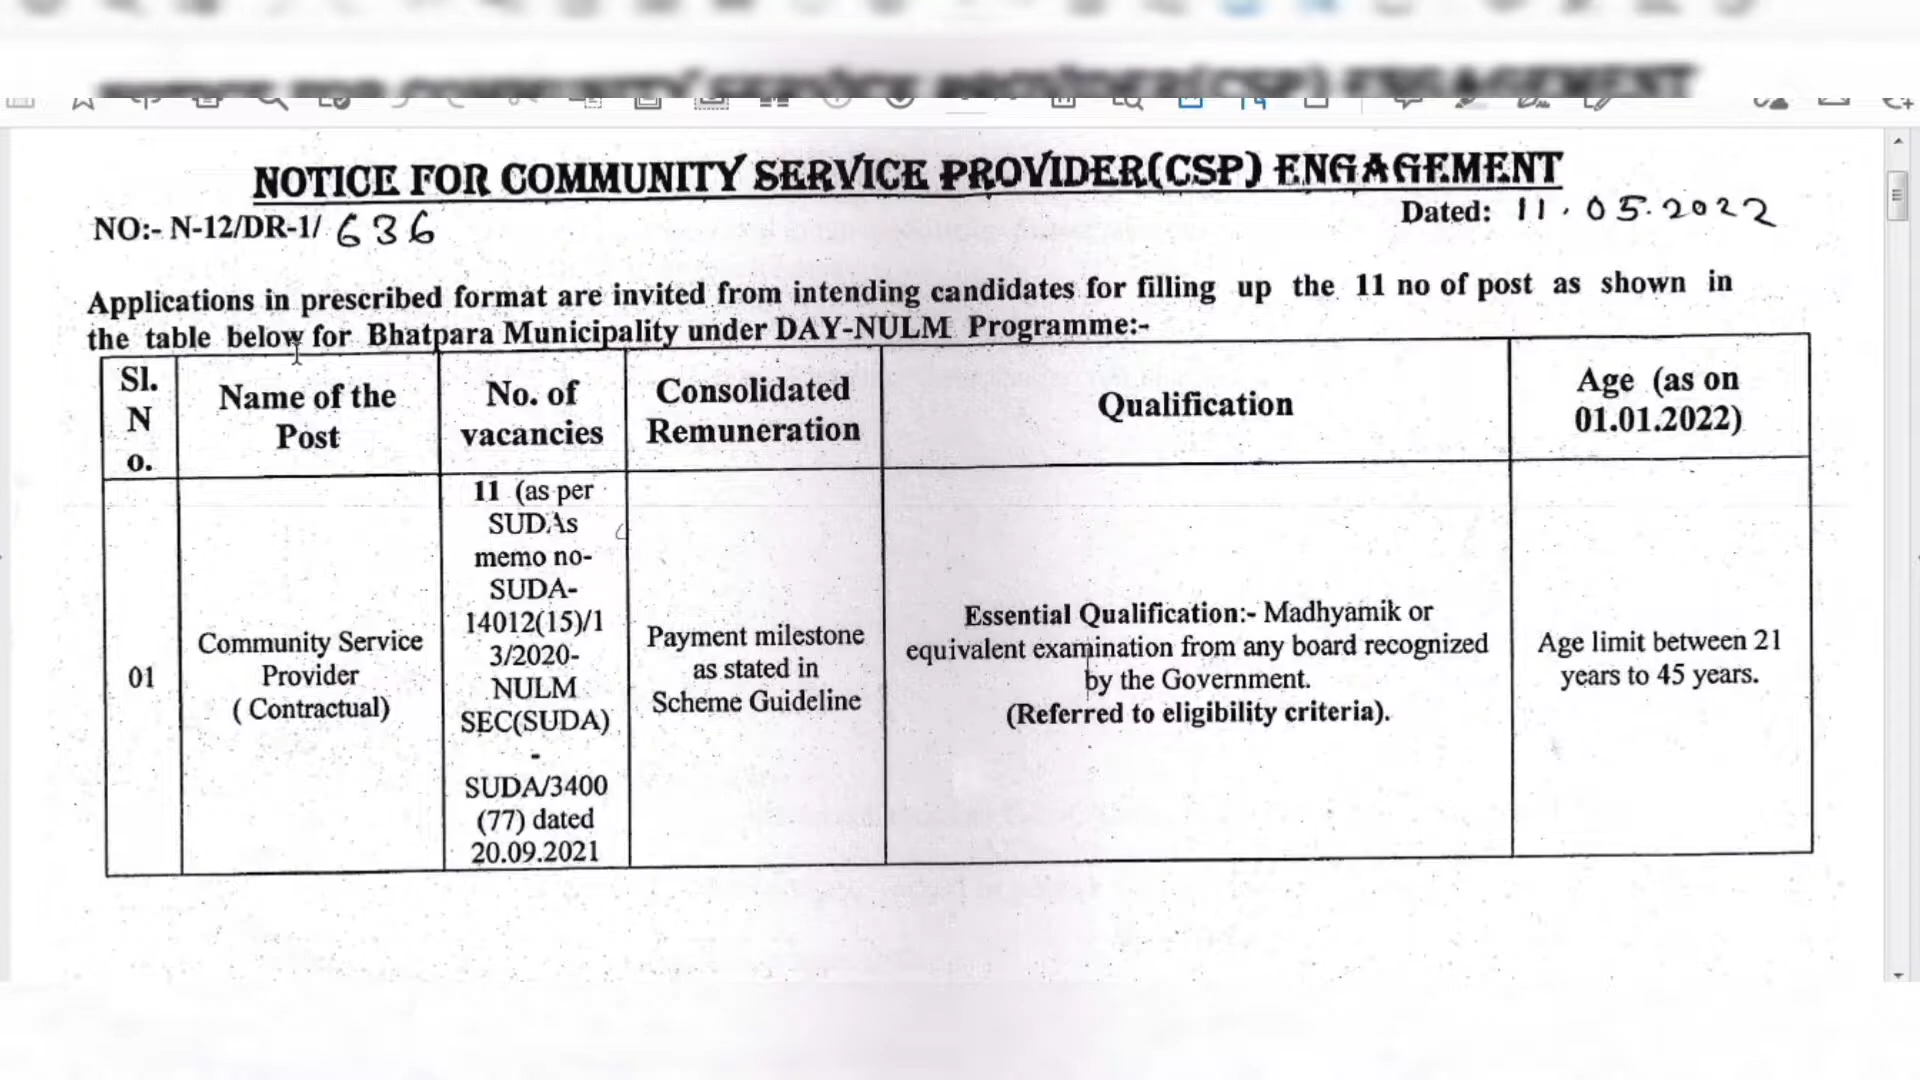 NOTICE FOR COMMUNITY SERVICE PROVIDER(CSP) ENGAGEMENT
NO:- N-12/DR-1/ 636
Dated: 11.05.2022
Applications in prescribed format are invited from intending candidates for filling up the 11 no of post as shown in
the table below for Bhatpara Municipality under DAY-NULM Programme:-
Sl.
N
o.
Name of the
Post
No. of
vacancies
Consolidated
Remuneration
Qualification
Age (as on
01.01.2022)
01
Community Service
Provider
( Contractual)
11 (as per
SUDAs
memo no-
SUDA-
14012(15)/1
3/2020-
NULM
SEC(SUDA)
-
SUDA/3400
(77) dated
20.09.2021
Payment milestone
as stated in
Scheme Guideline
Essential Qualification:- Madhyamik or
equivalent examination from any board recognized
by the Government.
(Referred to eligibility criteria).
Age limit between 21
years to 45 years.